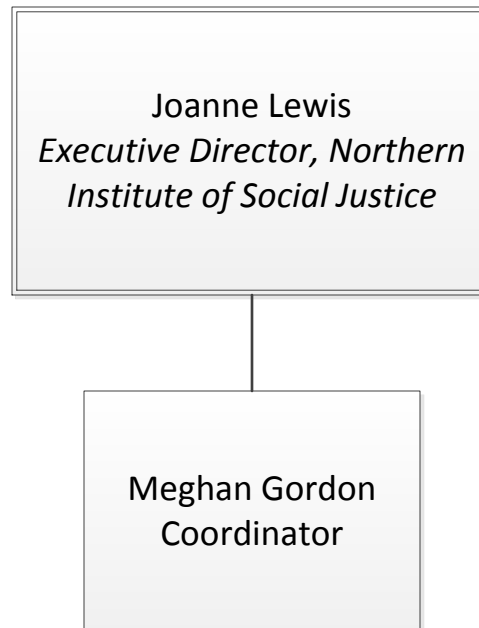 Joanne Lewis
Executive Director, Northern
Institute of Social Justice
Meghan Gordon
Coordinator